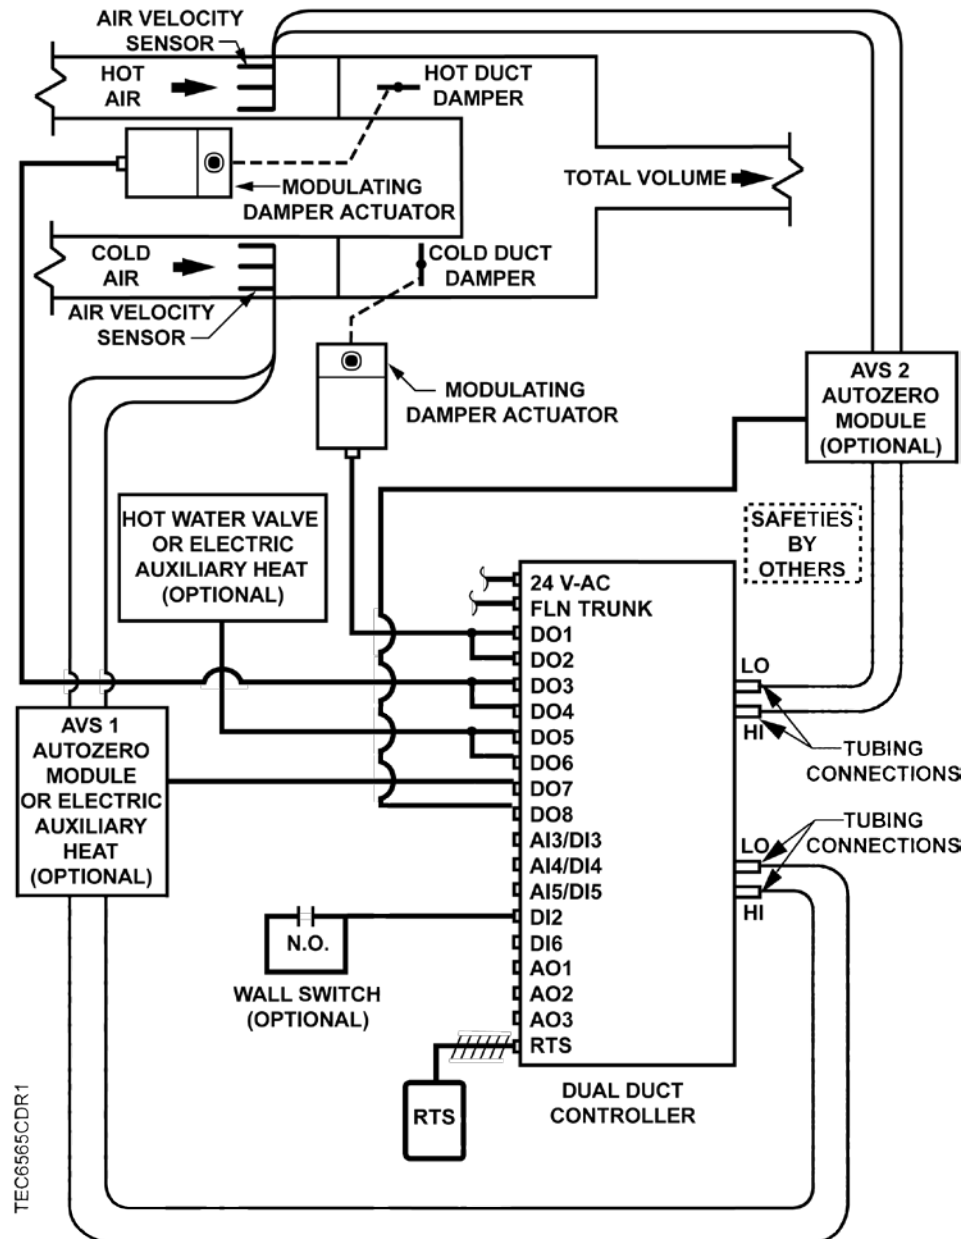 AIR VELOCITY
SENSOR
HOT
AIR
HOT DUCT
DAMPER
MODULATING
DAMPER ACTUATOR
TOTAL VOLUME
COLD
AIR
COLD DUCT
DAMPER
AIR VELOCITY
SENSOR
MODULATING
DAMPER ACTUATOR
AVS 2
AUTOZERO
MODULE
(OPTIONAL)
HOT WATER VALVE
OR ELECTRIC
AUXILIARY HEAT
(OPTIONAL)
SAFETIES
BY
OTHERS
24 V-AC
FLN TRUNK
DO1
DO2
DO3
DO4
DO5
DO6
DO7
DO8
AI3/DI3
AI4/DI4
AI5/DI5
DI2
DI6
AO1
AO2
AO3
RTS
LO
HI
TUBING
CONNECTIONS
LO
HI
TUBING
CONNECTIONS
AVS 1
AUTOZERO
MODULE
OR ELECTRIC
AUXILIARY
HEAT
(OPTIONAL)
N.O.
WALL SWITCH
(OPTIONAL)
RTS
DUAL DUCT
CONTROLLER
TEC6565CDR1